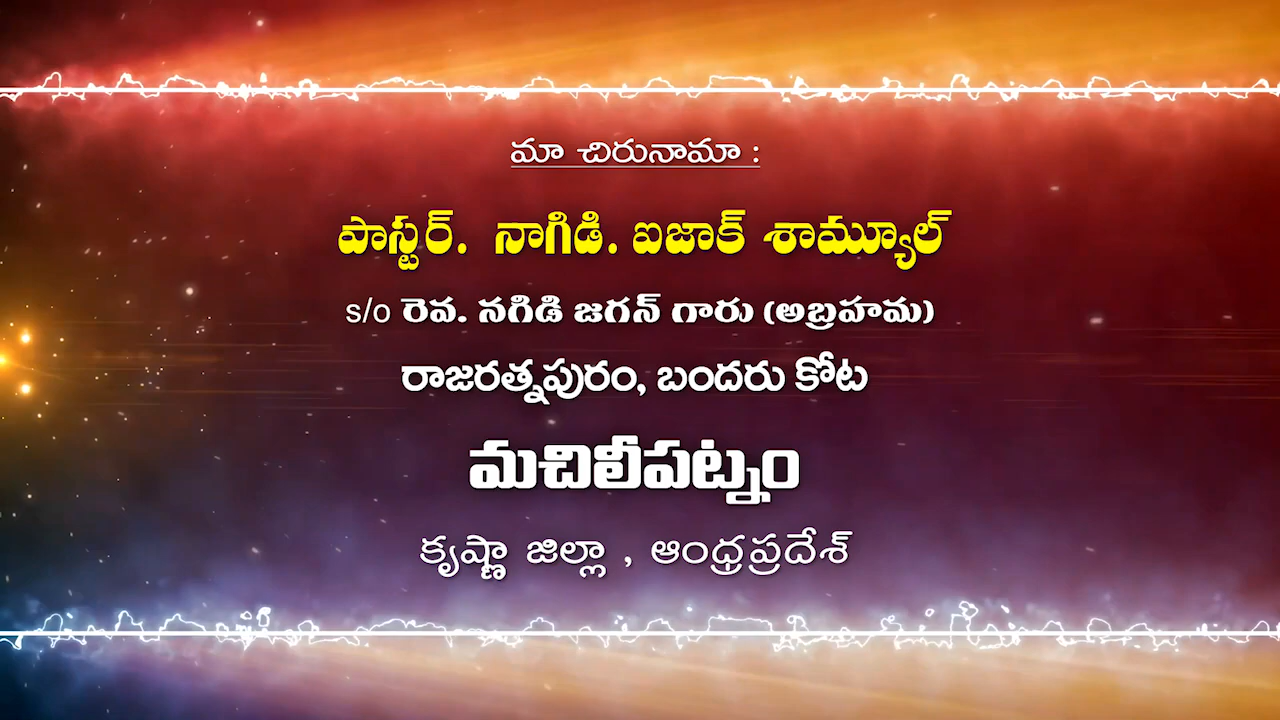 మా చిరునామా :
పాస్టర్. నాగిడి. ఐజాక్ శామ్యూల్
s/o రెవ. నగిడి జగన్ గారు (అబ్రహమ)
రాజరత్నపురం, బందరు కోట
మచిలీపట్నం
కృష్ణా జిల్లా , ఆంధ్రప్రదేశ్